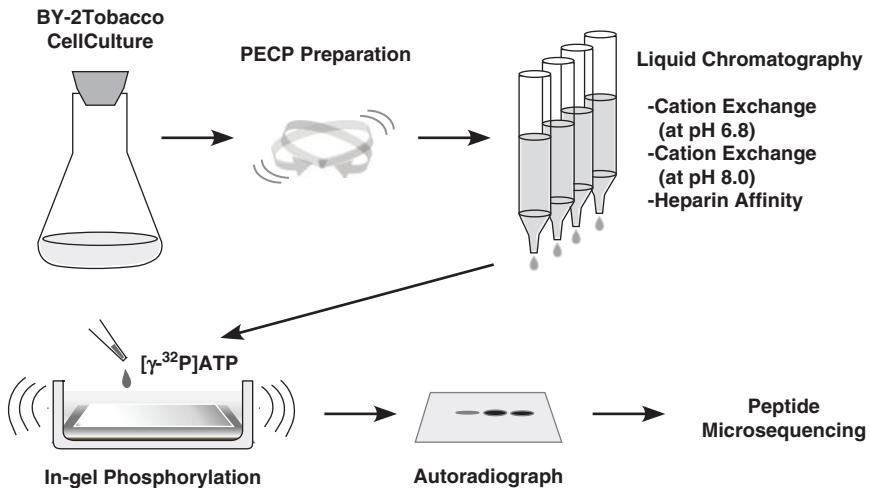 BY-2Tobacco
CellCulture
PECP Preparation
Liquid Chromatography
-Cation Exchange
(at pH 6.8)
-Cation Exchange
(at pH 8.0)
-Heparin Affinity
[γ-³²P]ATP
In-gel Phosphorylation
Autoradiograph
Peptide
Microsequencing